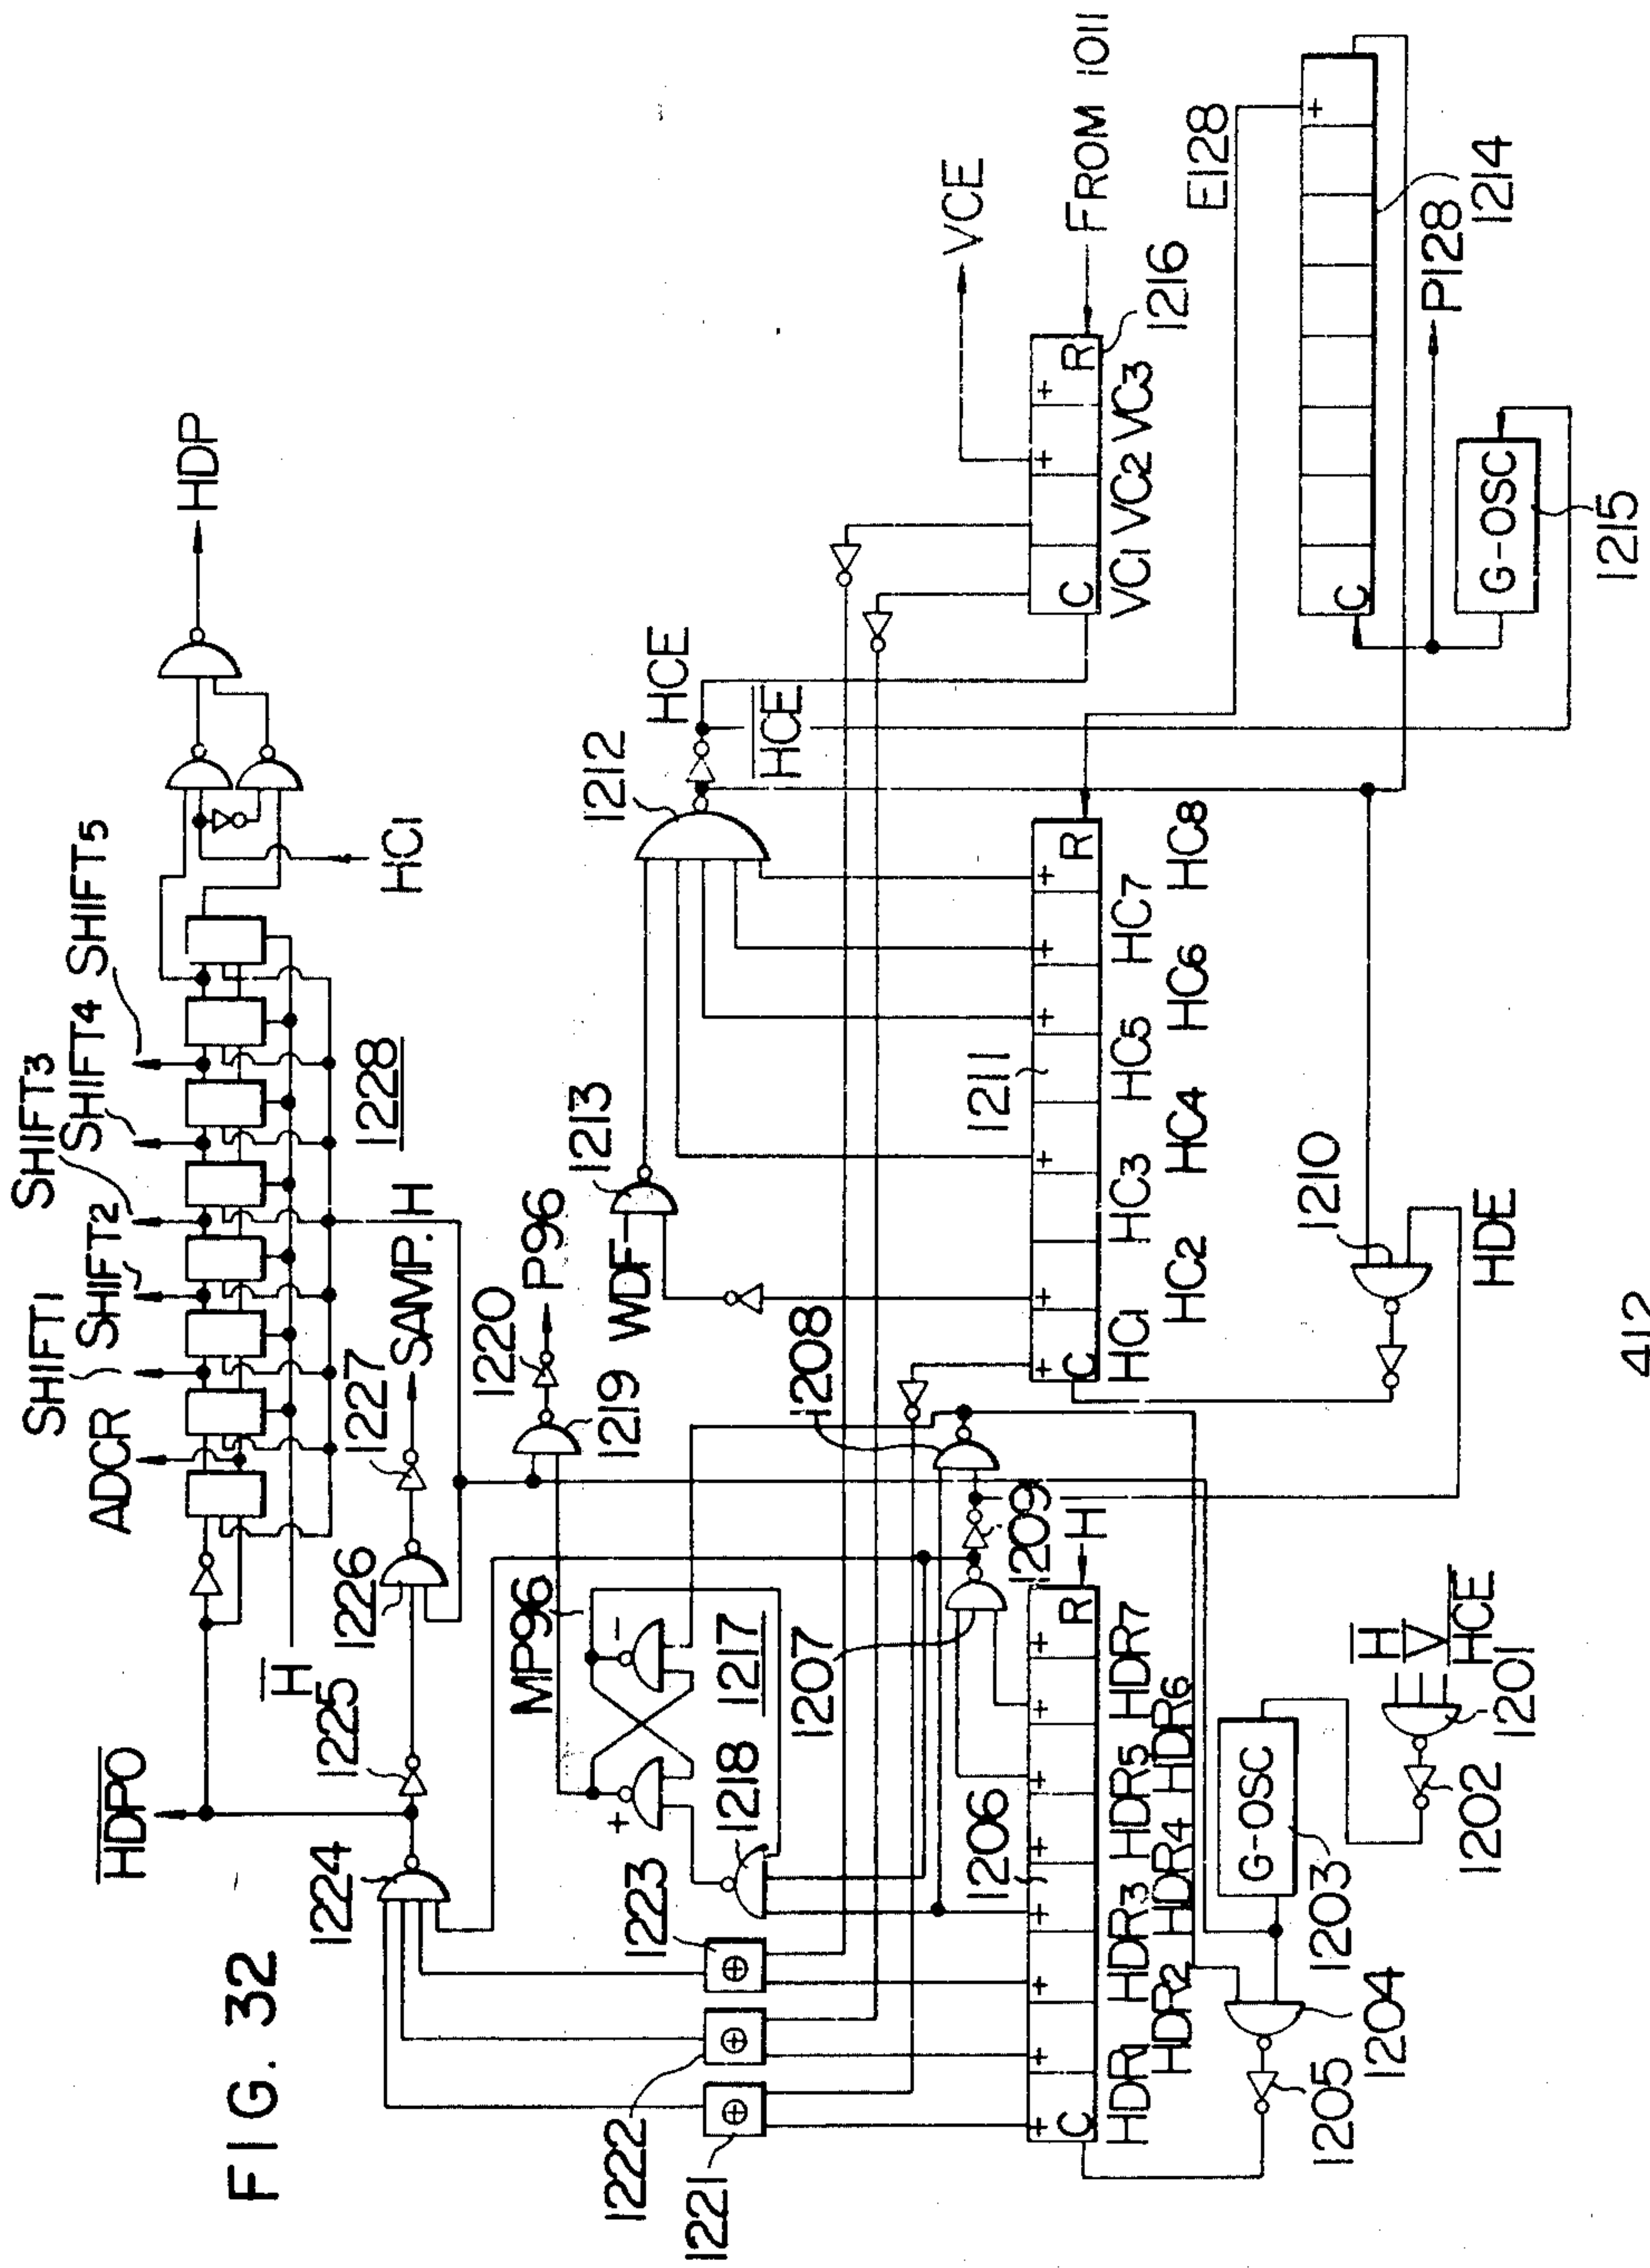 FIG. 32
HDP0
1224
1225
H
1226
1227
SAMP. H
ADCR
SHIFT1
SHIFT2
SHIFT3
SHIFT4
SHIFT5
1228
HC1
HDP
1223
1222
1221
⊕
⊕
⊕
1218
1217
+
-
MP96
1219
1220
P96
WDF
1213
1212
HCE
HCE
VCE
FROM 1011
1216
C
R
+
+
VC1
VC2
VC3
1206
1207
1208
1209
H
C
R
+
+
+
+
+
+
+
+
HDR1
HDR2
HDR3
HDR4
HDR5
HDR6
HDR7
1211
C
R
+
+
+
+
+
+
HC1
HC2
HC3
HC4
HC5
HC6
HC7
HC8
1210
HDE
E128
C
+
1214
P128
G-OSC
1215
G-OSC
1203
1204
1205
1202
1201
H
V
HCE
412